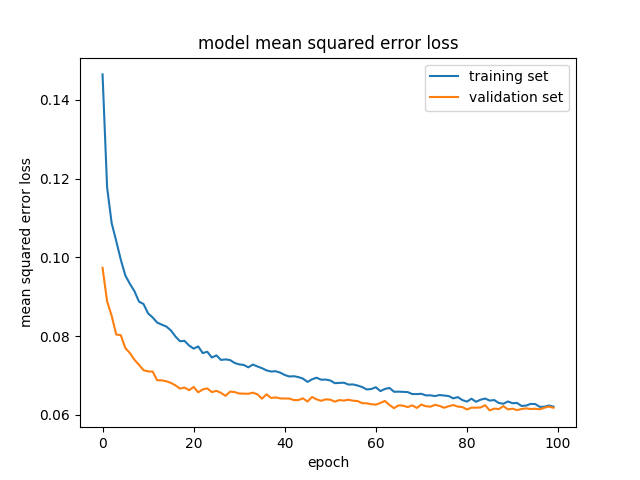 model mean squared error loss
training set
validation set
0.14
0.12
0.10
0.08
0.06
mean squared error loss
0
20
40
60
80
100
epoch